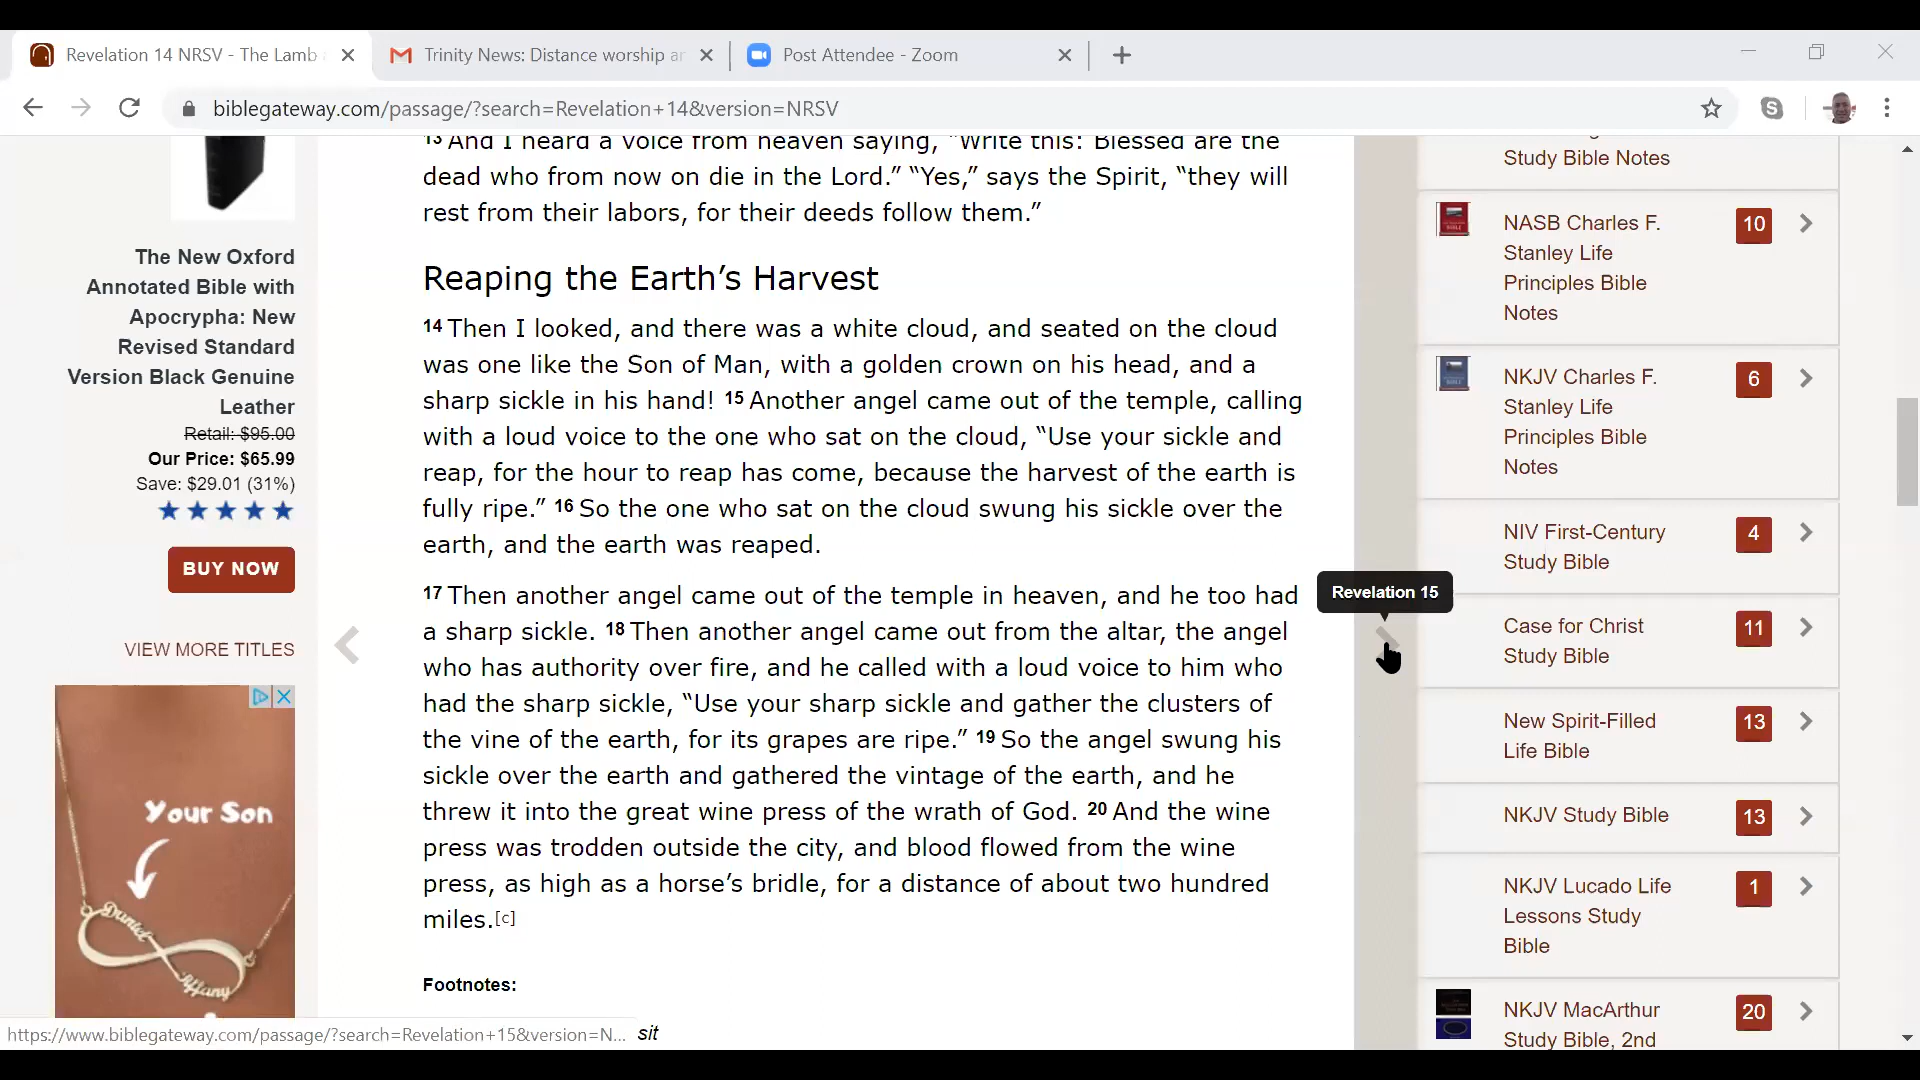 Revelation 14 NRSV - The Lamb
Trinity News: Distance worship
Post Attendee - Zoom
biblegateway.com/passage/?search=Revelation+14&version=NRSV
The New Oxford
Annotated Bible with
Apocrypha: New
Revised Standard
Version Black Genuine
Leather
Retail: $95.00
Our Price: $65.99
Save: $29.01 (31%)
BUY NOW
VIEW MORE TITLES
Your Son
Daniel
Tiffany
13 And I heard a voice from heaven saying, “Write this: Blessed are the
dead who from now on die in the Lord.” “Yes,” says the Spirit, “they will
rest from their labors, for their deeds follow them.”
Reaping the Earth’s Harvest
14 Then I looked, and there was a white cloud, and seated on the cloud
was one like the Son of Man, with a golden crown on his head, and a
sharp sickle in his hand! 15 Another angel came out of the temple, calling
with a loud voice to the one who sat on the cloud, “Use your sickle and
reap, for the hour to reap has come, because the harvest of the earth is
fully ripe.” 16 So the one who sat on the cloud swung his sickle over the
earth, and the earth was reaped.
17 Then another angel came out of the temple in heaven, and he too had
a sharp sickle. 18 Then another angel came out from the altar, the angel
who has authority over fire, and he called with a loud voice to him who
had the sharp sickle, “Use your sharp sickle and gather the clusters of
the vine of the earth, for its grapes are ripe.” 19 So the angel swung his
sickle over the earth and gathered the vintage of the earth, and he
threw it into the great wine press of the wrath of God. 20 And the wine
press was trodden outside the city, and blood flowed from the wine
press, as high as a horse’s bridle, for a distance of about two hundred
miles.[c]
Footnotes:
sit
Revelation 15
Study Bible Notes
NASB Charles F.
Stanley Life
Principles Bible
Notes
10
NKJV Charles F.
Stanley Life
Principles Bible
Notes
6
NIV First-Century
Study Bible
4
Case for Christ
Study Bible
11
New Spirit-Filled
Life Bible
13
NKJV Study Bible
13
NKJV Lucado Life
Lessons Study
Bible
1
NKJV MacArthur
Study Bible, 2nd
20
https://www.biblegateway.com/passage/?search=Revelation+15&version=N...